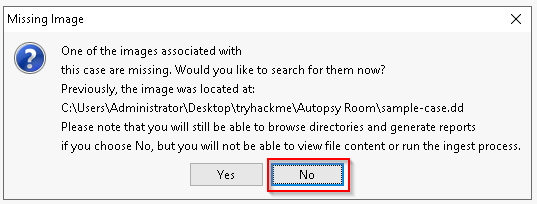 Missing Image
One of the images associated with
this case are missing. Would you like to search for them now?
Previously, the image was located at:
C:\Users\Administrator\Desktop\tryhackme\Autopsy Room\sample-case.dd
Please note that you will still be able to browse directories and generate reports
if you choose No, but you will not be able to view file content or run the ingest process.
Yes No